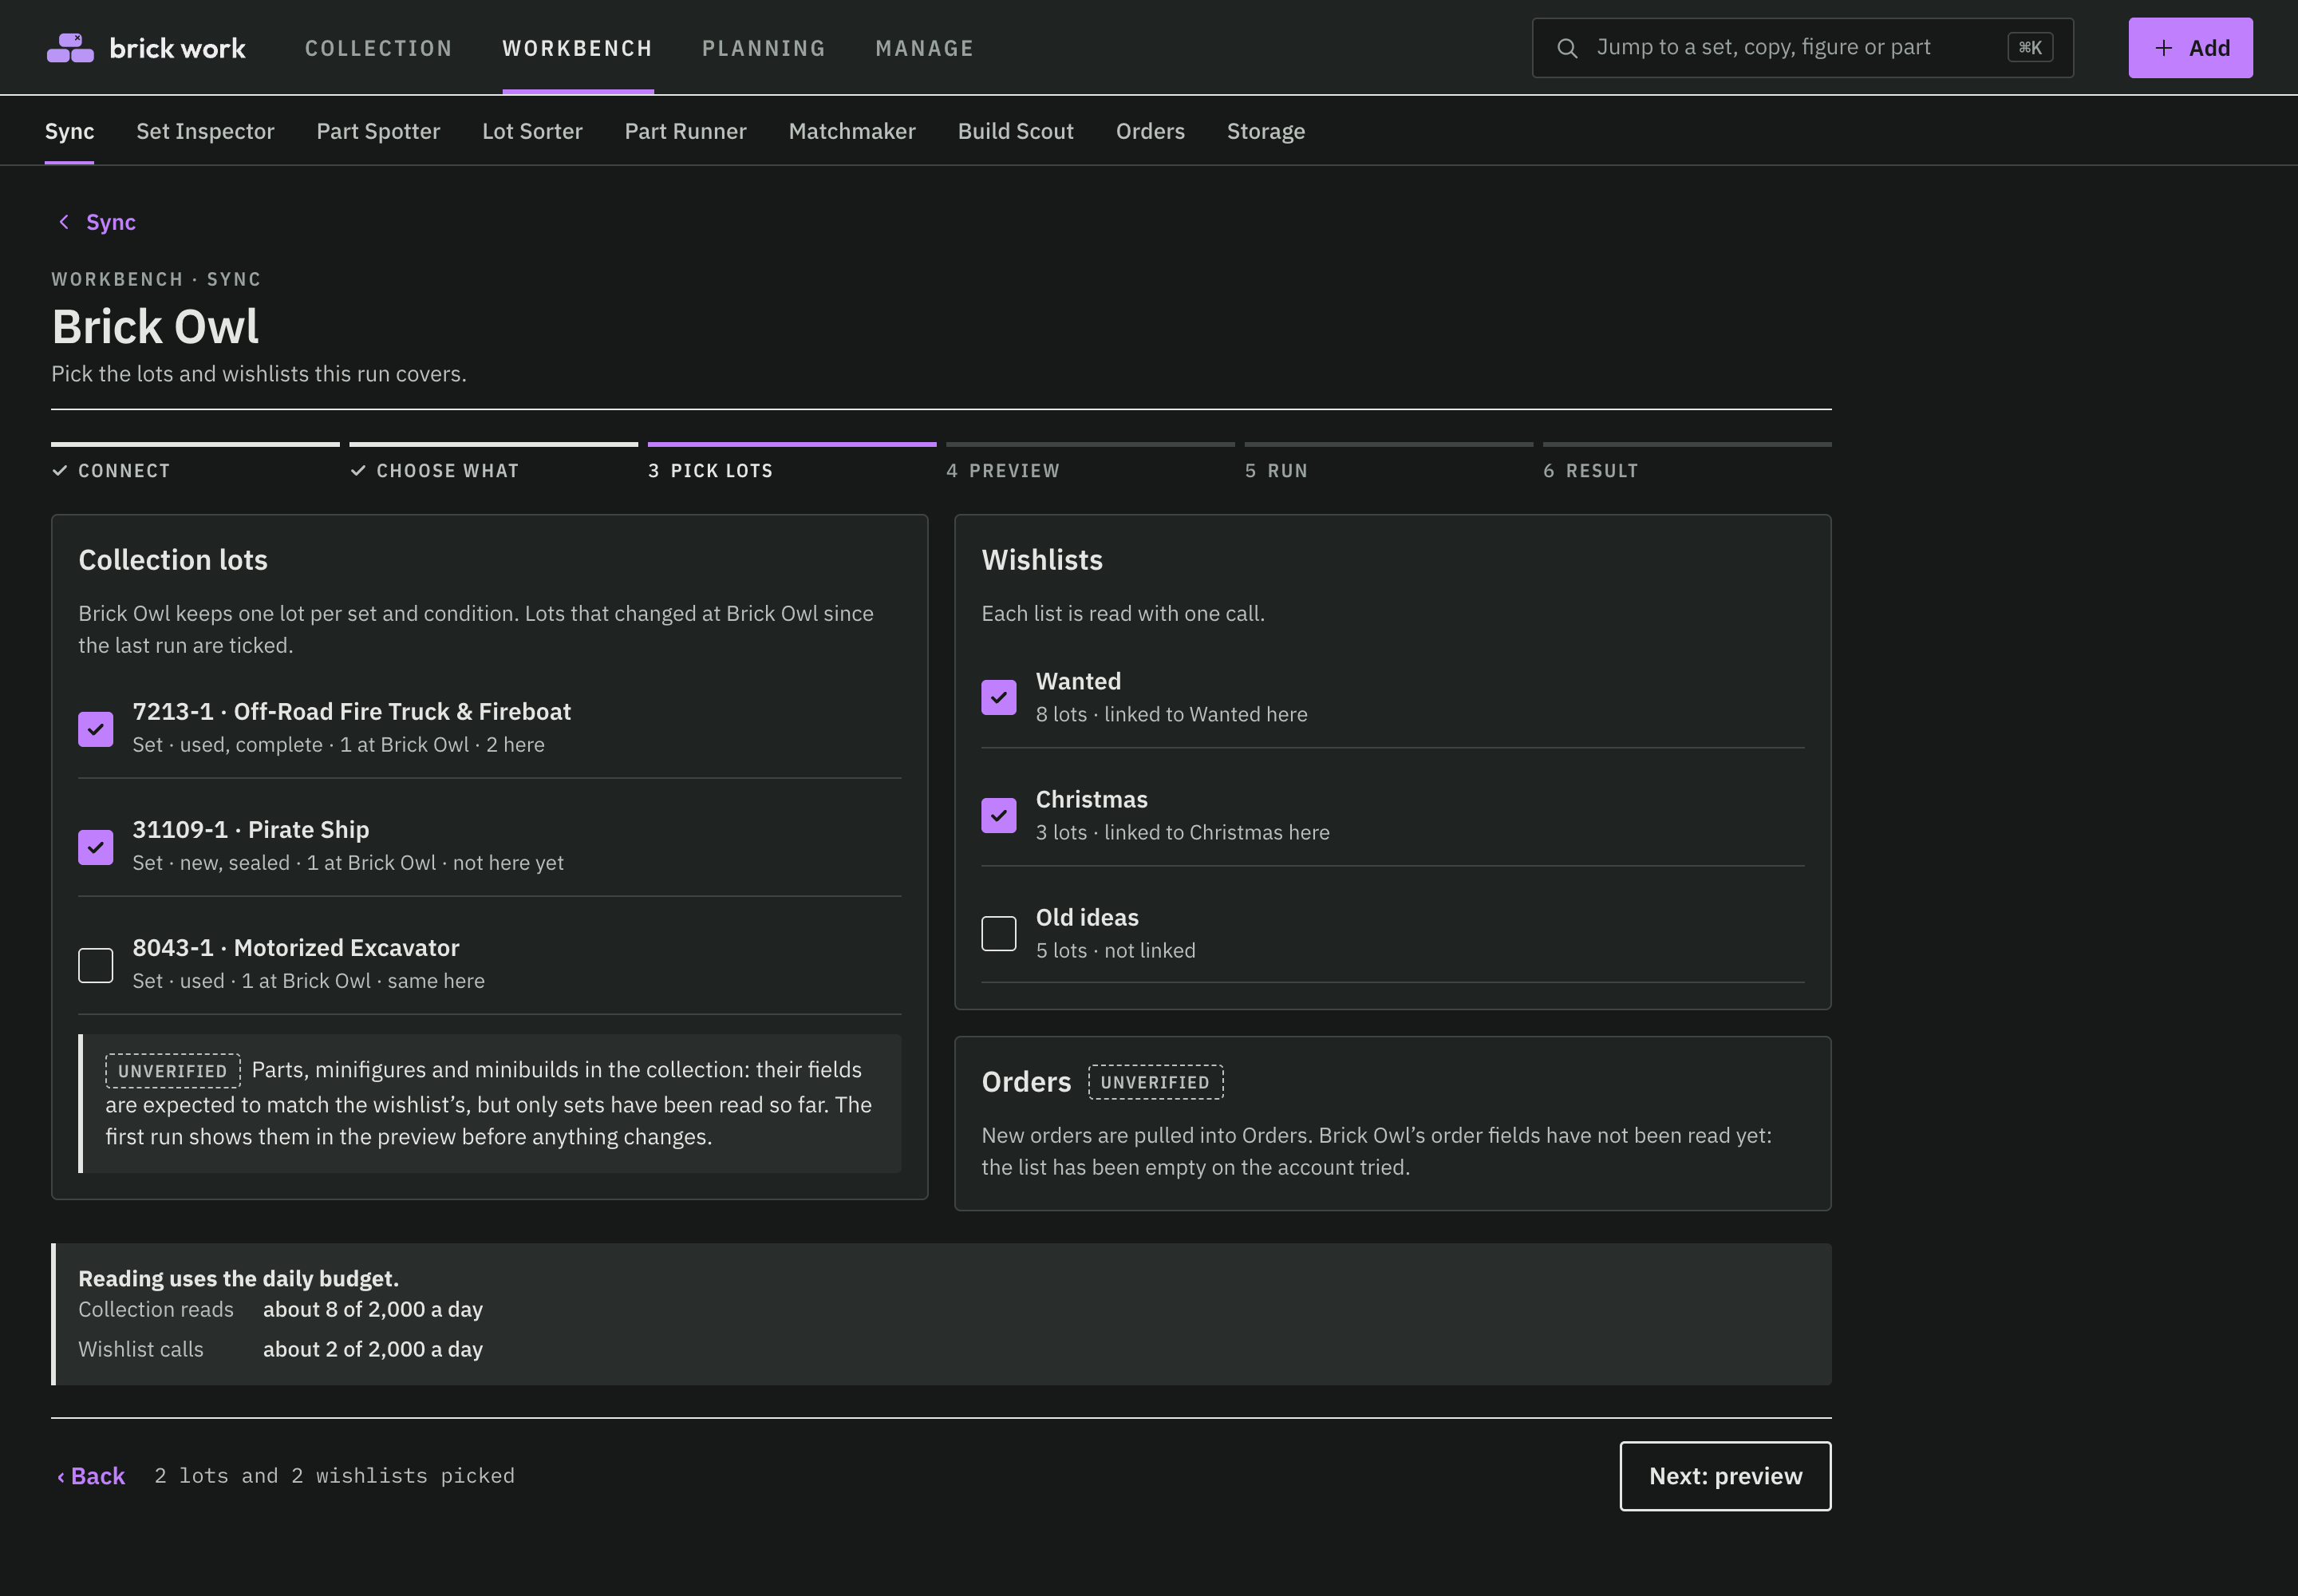 brick work
COLLECTION
WORKBENCH
PLANNING
MANAGE
Jump to a set, copy, figure or part
⌘K
+ Add
Sync
Set Inspector
Part Spotter
Lot Sorter
Part Runner
Matchmaker
Build Scout
Orders
Storage
‹ Sync
WORKBENCH · SYNC
Brick Owl
Pick the lots and wishlists this run covers.
✓ CONNECT
✓ CHOOSE WHAT
3 PICK LOTS
4 PREVIEW
5 RUN
6 RESULT
Collection lots
Brick Owl keeps one lot per set and condition. Lots that changed at Brick Owl since
the last run are ticked.
7213-1 · Off-Road Fire Truck & Fireboat
Set · used, complete · 1 at Brick Owl · 2 here
31109-1 · Pirate Ship
Set · new, sealed · 1 at Brick Owl · not here yet
8043-1 · Motorized Excavator
Set · used · 1 at Brick Owl · same here
UNVERIFIED Parts, minifigures and minibuilds in the collection: their fields
are expected to match the wishlist’s, but only sets have been read so far. The
first run shows them in the preview before anything changes.
Wishlists
Each list is read with one call.
Wanted
8 lots · linked to Wanted here
Christmas
3 lots · linked to Christmas here
Old ideas
5 lots · not linked
Orders UNVERIFIED
New orders are pulled into Orders. Brick Owl’s order fields have not been read yet:
the list has been empty on the account tried.
Reading uses the daily budget.
Collection reads about 8 of 2,000 a day
Wishlist calls about 2 of 2,000 a day
‹ Back
2 lots and 2 wishlists picked
Next: preview